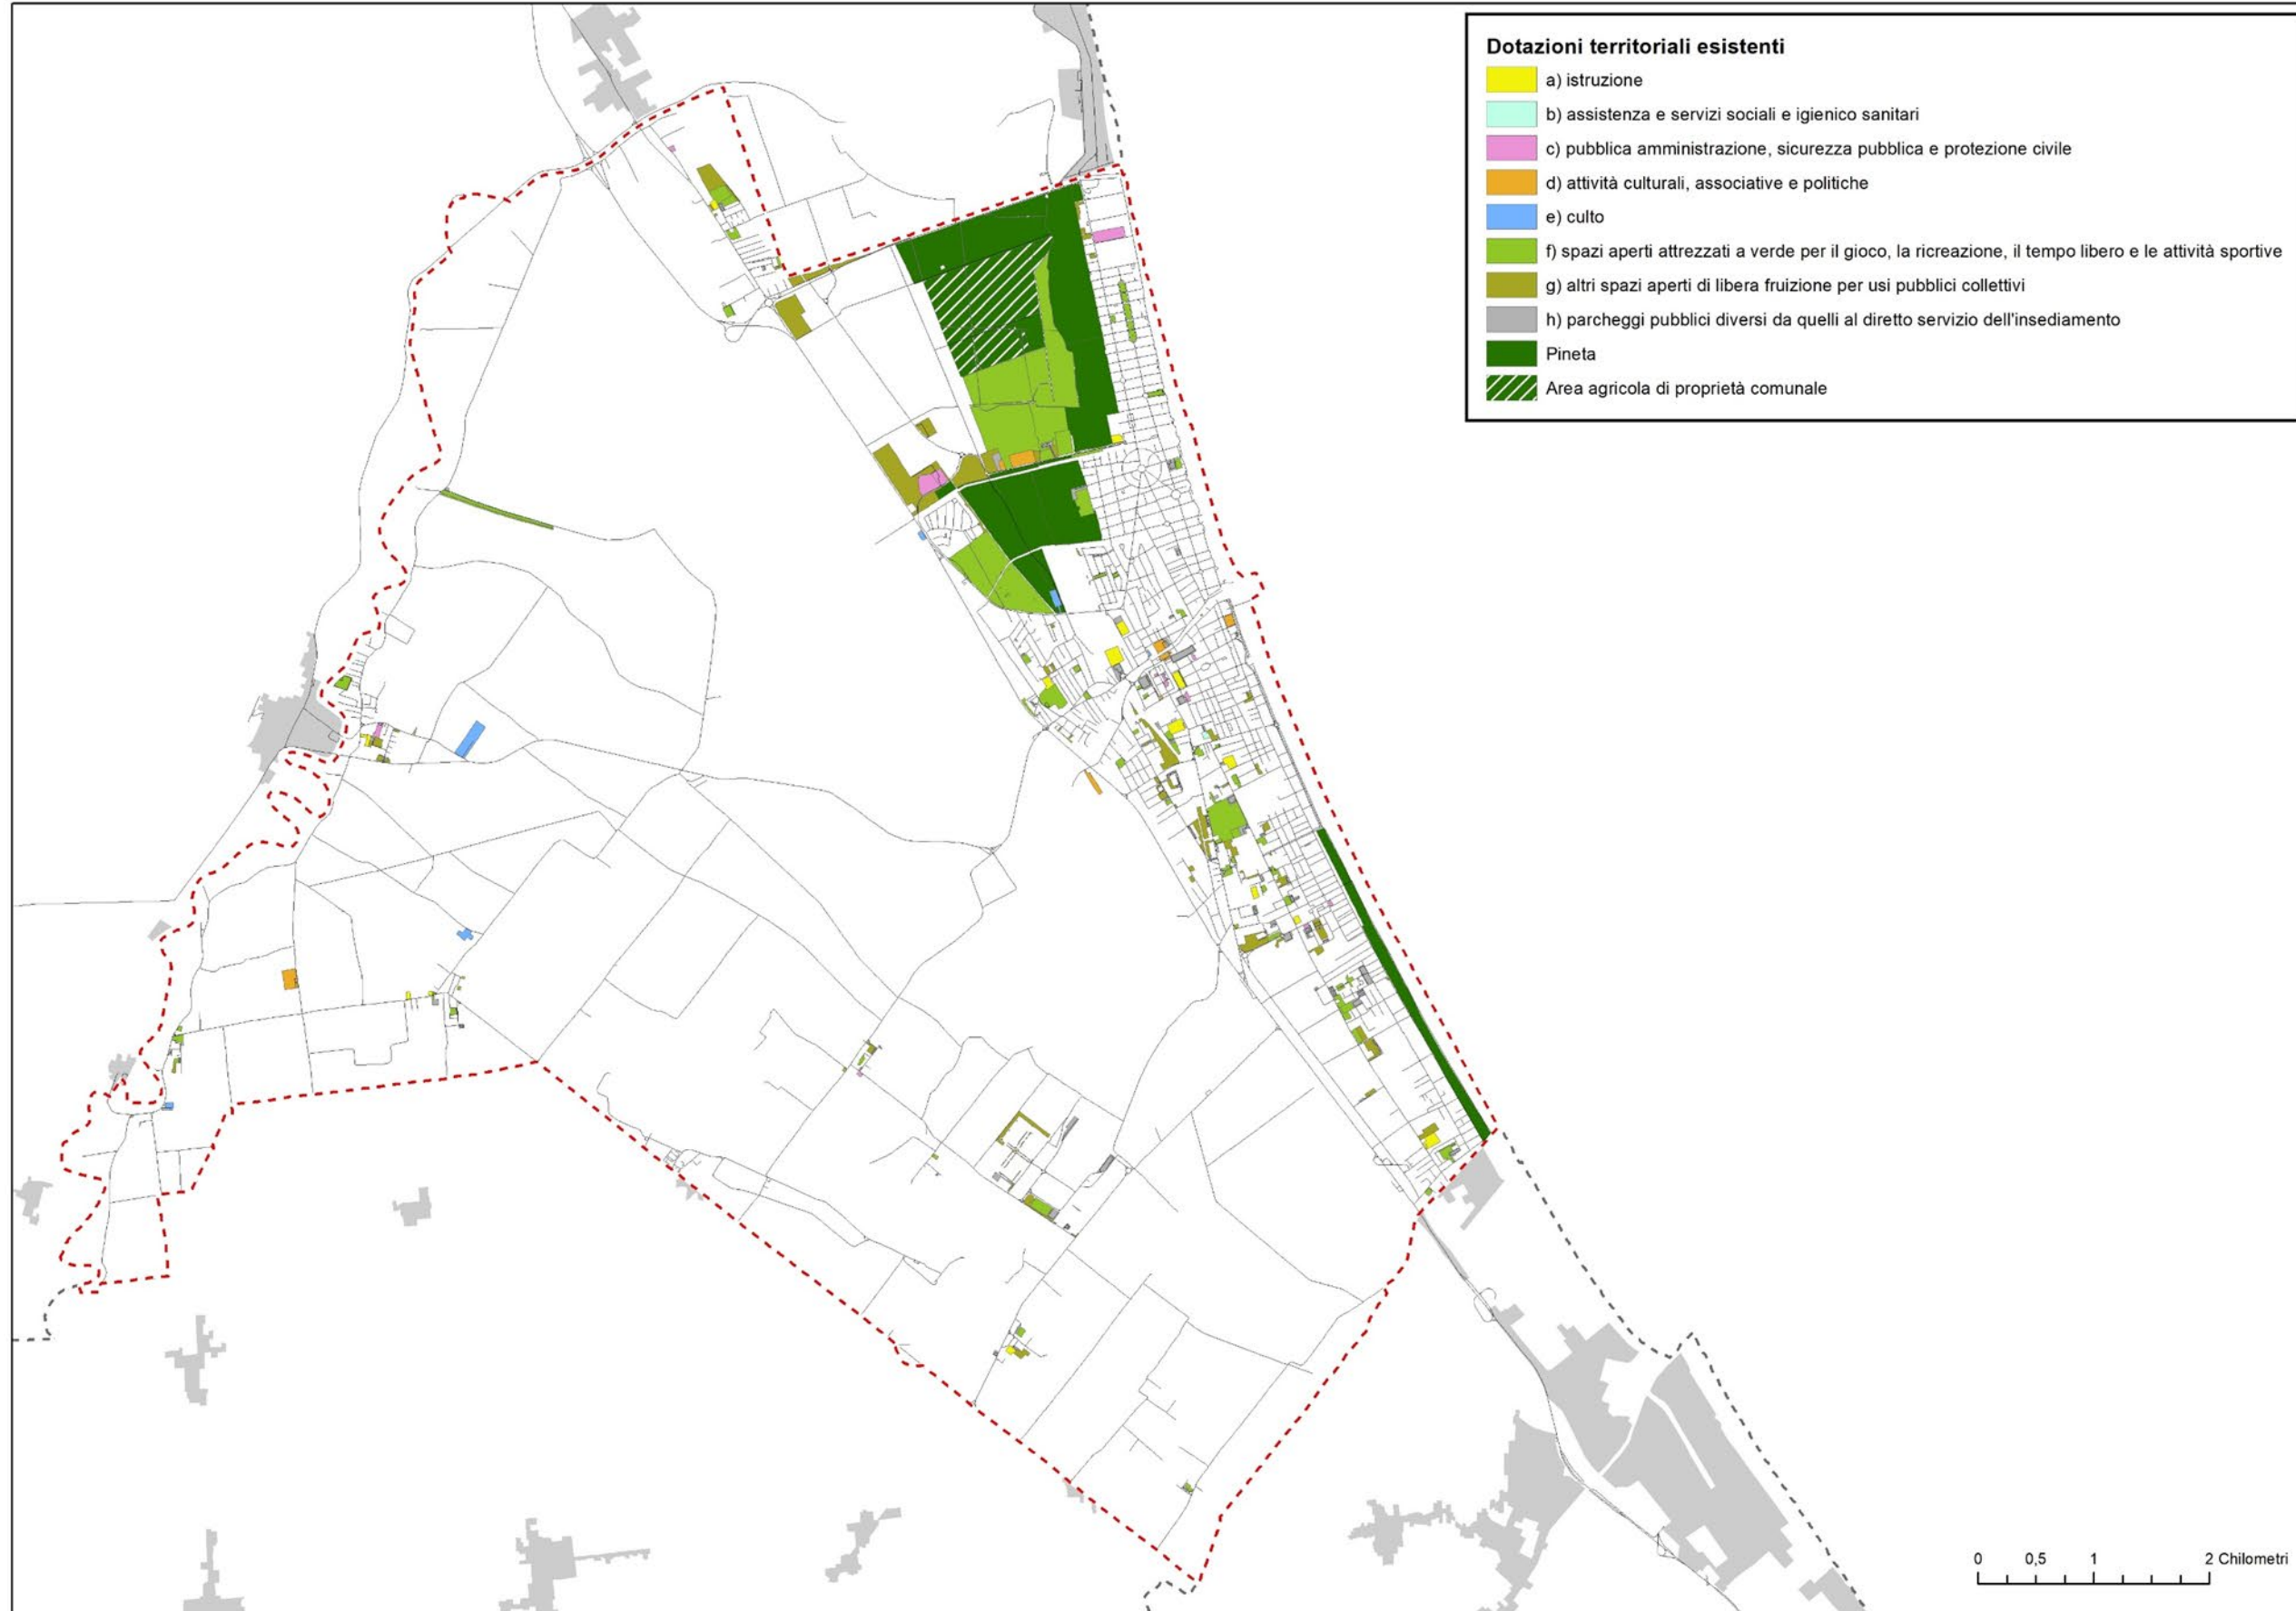 Dotazioni territoriali esistenti
a) istruzione
b) assistenza e servizi sociali e igienico sanitari
c) pubblica amministrazione, sicurezza pubblica e protezione civile
d) attività culturali, associative e politiche
e) culto
f) spazi aperti attrezzati a verde per il gioco, la ricreazione, il tempo libero e le attività sportive
g) altri spazi aperti di libera fruizione per usi pubblici collettivi
h) parcheggi pubblici diversi da quelli al diretto servizio dell'insediamento
Pineta
Area agricola di proprietà comunale
0 0,5 1 2 Chilometri